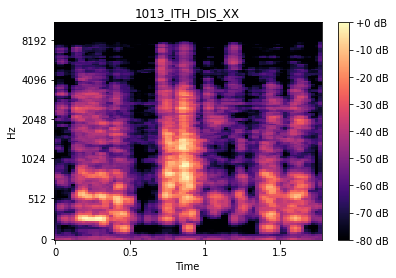 1013_ITH_DIS_XX
+0 dB
8192
-10 dB
4096
-20 dB
-30 dB
2048
Hz
-40 dB
1024
-50 dB
512
-60 dB
-70 dB
0
-80 dB
0
0.5
1
1.5
Time